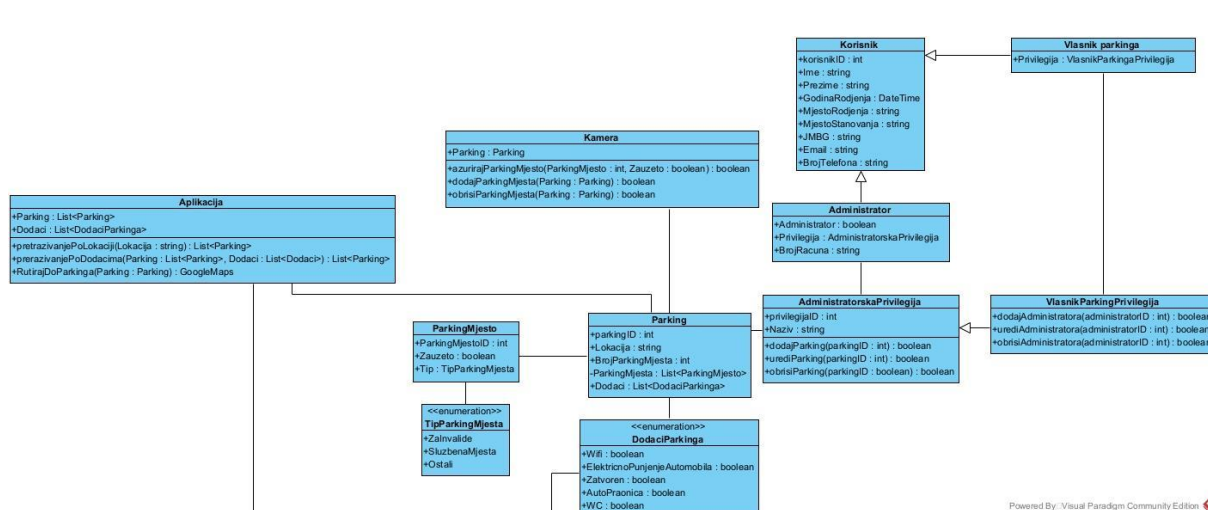 Korisnik
+korisnikID : int
+Ime : string
+Prezime : string
+GodinaRodjenja : DateTime
+MjestoRodjenja : string
+MjestoStanovanja : string
+JMBG : string
+Email : string
+BrojTelefona : string
Vlasnik parkinga
+Privilegija : VlasnikParkingaPrivilegija
Kamera
+Parking : Parking
+azurirajParkingMjesto(ParkingMjesto : int, Zauzeto : boolean) : boolean
+dodajParkingMjesta(Parking : Parking) : boolean
+obrisiParkingMjesta(Parking : Parking) : boolean
Aplikacija
+Parking : List<Parking>
+Dodaci : List<DodaciParkinga>
+pretrazivanjePoLokaciji(Lokacija : string) : List<Parking>
+prerazivanjePoDodacima(Parking : List<Parking>, Dodaci : List<Dodaci>) : List<Parking>
+RutirajDoParkinga(Parking : Parking) : GoogleMaps
Administrator
+Administrator : boolean
+Privilegija : AdministratorskaPrivilegija
+BrojRacuna : string
AdministratorskaPrivilegija
+privilegijaID : int
+Naziv : string
+dodajParking(parkingID : int) : boolean
+urediParking(parkingID : int) : boolean
+obrisiParking(parkingID : boolean) : boolean
VlasnikParkingPrivilegija
+dodajAdministratora(administratorID : int) : boolean
+urediAdministratora(administratorID : int) : boolean
+obrisiAdministratora(administratorID : int) : boolean
Parking
+parkingID : int
+Lokacija : string
+BrojParkingMjesta : int
-ParkingMjesta : List<ParkingMjesto>
+Dodaci : List<DodaciParkinga>
ParkingMjesto
+ParkingMjestoID : int
+Zauzeto : boolean
+Tip : TipParkingMjesta
<<enumeration>>
TipParkingMjesta
+ZaInvalide
+SluzbenaMjesta
+Ostali
<<enumeration>>
DodaciParkinga
+Wifi : boolean
+ElektricnoPunjenjeAutomobila : boolean
+Zatvoren : boolean
+AutoPraonica : boolean
+WC : boolean
Powered By Visual Paradigm Community Edition